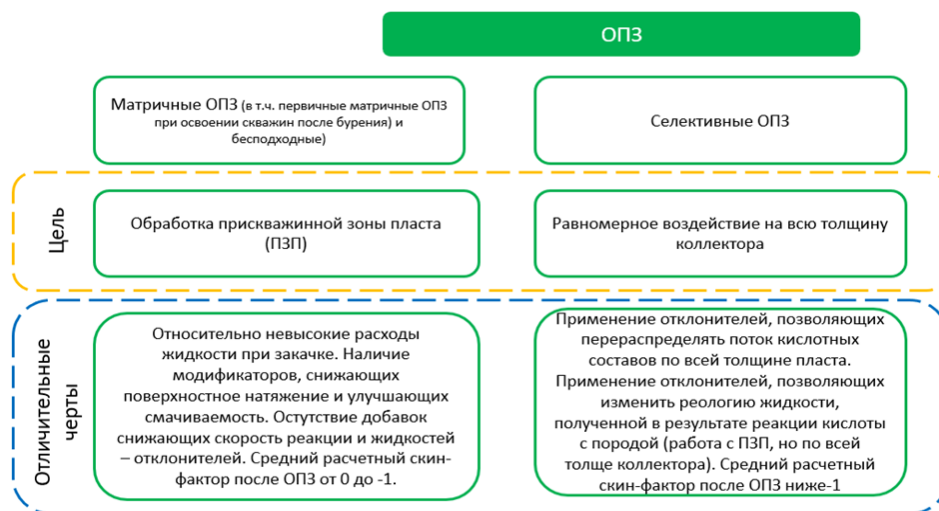 ОПЗ
Матричные ОПЗ (в т.ч. первичные матричные ОПЗ
при освоении скважин после бурения) и
бесподходные)
Селективные ОПЗ
Цель
Обработка прискважинной зоны пласта
(ПЗП)
Равномерное воздействие на всю толщину
коллектора
Отличительные
черты
Относительно невысокие расходы
жидкости при закачке. Наличие
модификаторов, снижающих
поверхностное натяжение и улучшающих
смачиваемость. Остутствие добавок
снижающих скорость реакции и жидкостей
– отклонителей. Средний расчетный скин-
фактор после ОПЗ от 0 до -1.
Применение отклонителей, позволяющих
перераспределять поток кислотных
составов по всей толщине пласта.
Применение отклонителей, позволяющих
изменить реологию жидкости,
полученной в результате реакции кислоты
с породой (работа с ПЗП, но по всей
толще коллектора). Средний расчетный
скин-фактор после ОПЗ ниже-1